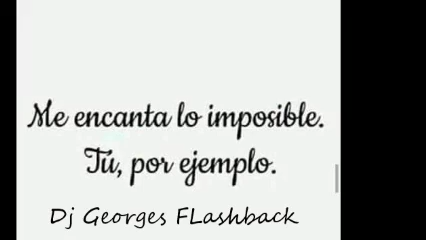 Me encanta lo imposible.
Tú, por ejemplo.
Dj Georges FLashback